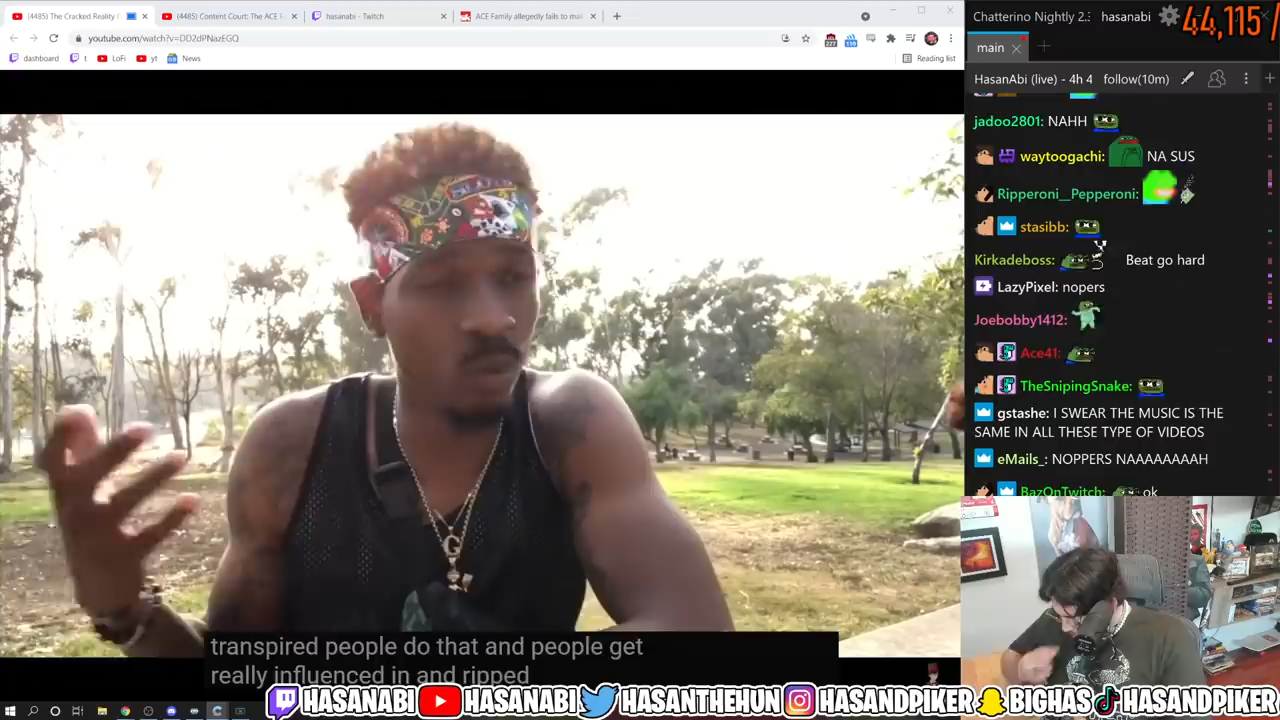 (4485) The Cracked Reality (
(4485) Content Court: The ACE F
hasanabi - Twitch
ACE Family allegedly fails to mak
Chatterino Nightly 2.
hasanabi
44,115
youtube.com/watch?v=DD2dPNazEGQ
227
main
dashboard
t
LoFi
yt
News
Reading list
HasanAbi (live) - 4h 4
follow(10m)
jadoo2801: NAHH
waytoogachi: NA SUS
Ripperoni__Pepperoni:
stasibb:
Kirkadeboss: Beat go hard
LazyPixel: nopers
Joebobby1412:
Ace41:
TheSnipingSnake:
gstashe: I SWEAR THE MUSIC IS THE
SAME IN ALL THESE TYPE OF VIDEOS
eMails_: NOPPERS NAAAAAAAH
BazOnTwitch: ok
G
transpired people do that and people get
really influenced in and ripped
HASANABI
HASANABI
HASANTHEHUN
HASANDPIKER
BIGHAS
HASANDPIKER